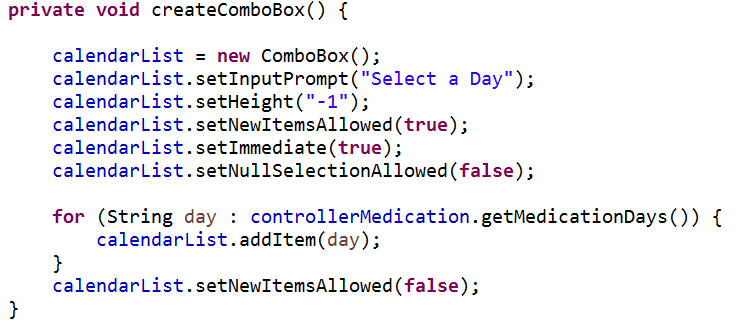 private void createComboBox() {
calendarList = new ComboBox();
calendarList.setInputPrompt("Select a Day");
calendarList.setHeight("-1");
calendarList.setNewItemsAllowed(true);
calendarList.setImmediate(true);
calendarList.setNullSelectionAllowed(false);
for (String day : controllerMedication.getMedicationDays()) {
calendarList.addItem(day);
}
calendarList.setNewItemsAllowed(false);
}